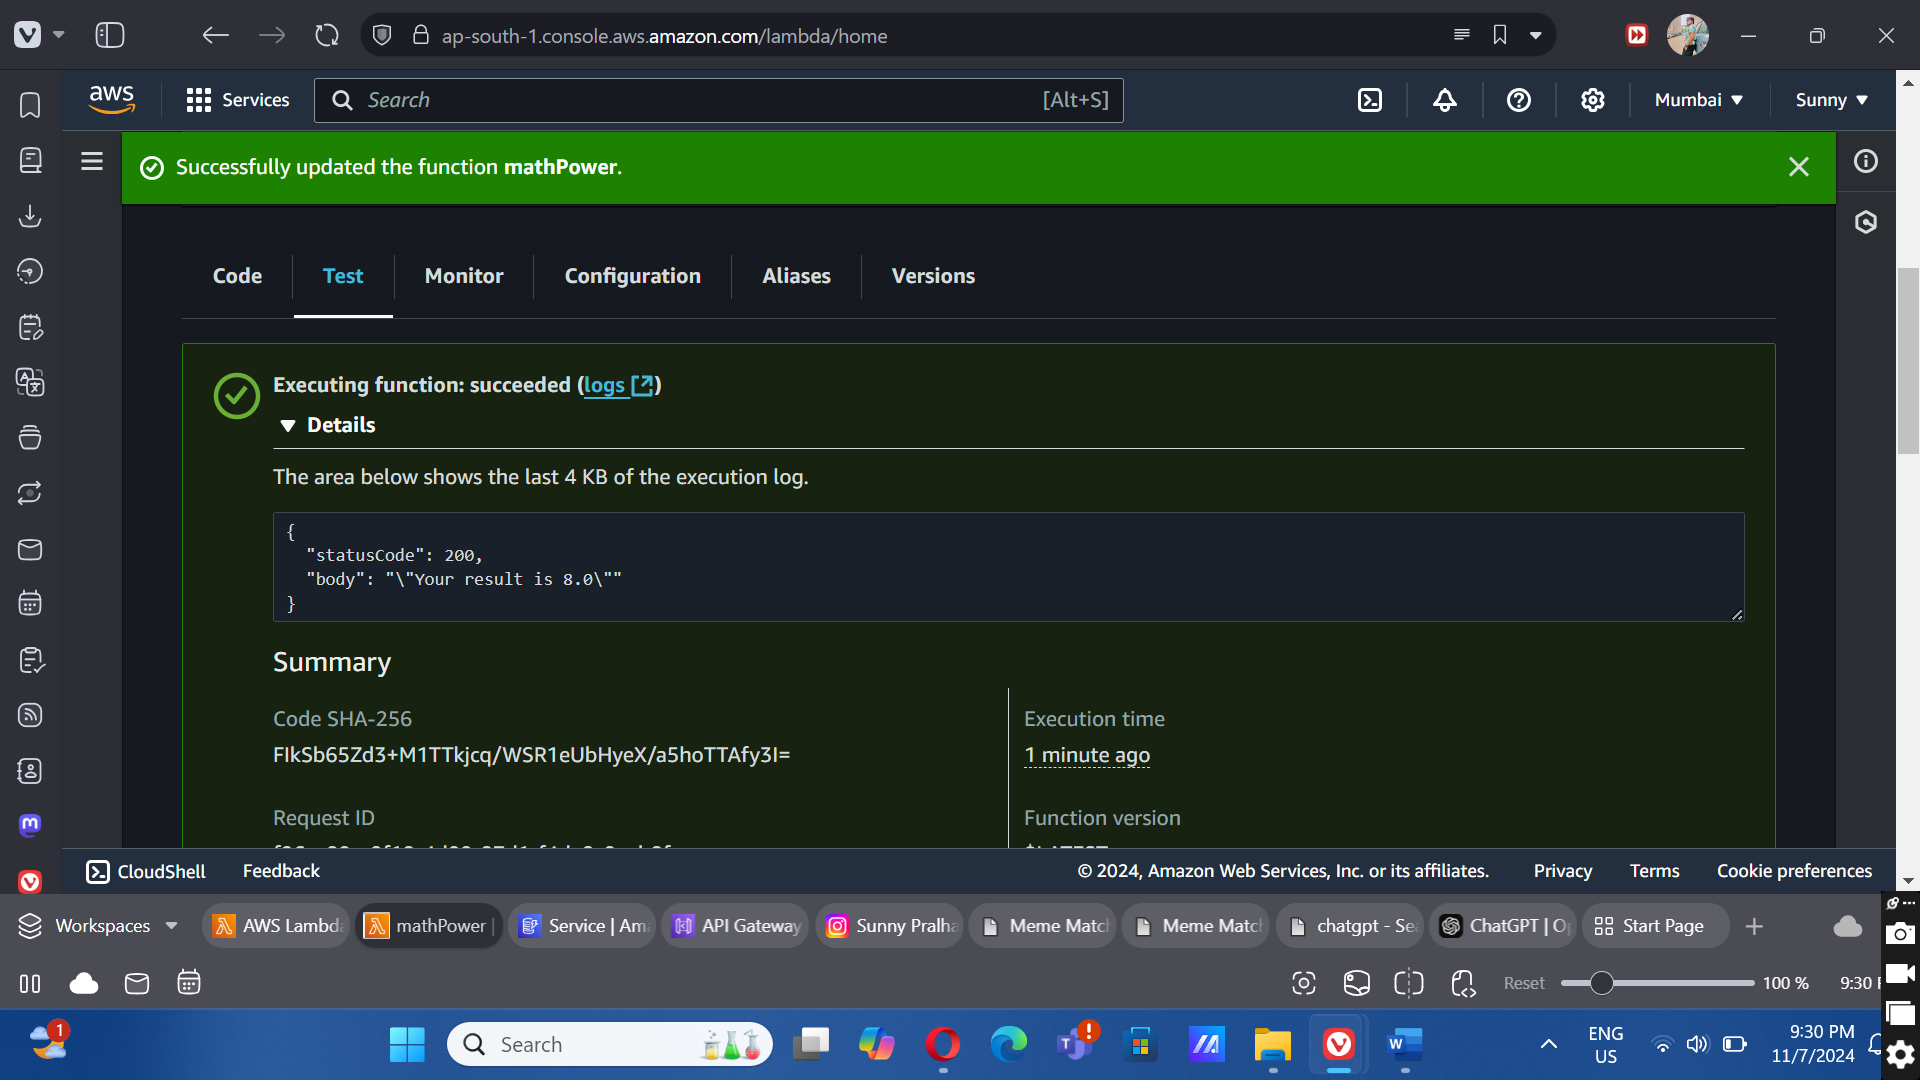 ap-south-1.console.aws.amazon.com/lambda/home
aws
Services
Search
[Alt+S]
Mumbai
Sunny
Successfully updated the function mathPower.
Code
Test
Monitor
Configuration
Aliases
Versions
Executing function: succeeded (logs)
Details
The area below shows the last 4 KB of the execution log.
{
"statusCode": 200,
"body": "\"Your result is 8.0\""
}
Summary
Code SHA-256
FlkSb65Zd3+M1TTkjcq/WSR1eUbHyeX/a5hoTTAfy3I=
Execution time
1 minute ago
Request ID
Function version
CloudShell
Feedback
© 2024, Amazon Web Services, Inc. or its affiliates.
Privacy
Terms
Cookie preferences
Workspaces
AWS Lambda
mathPower |
Service | Ama
API Gateway
Sunny Pralha
Meme Matc
Meme Matc
chatgpt - Sea
ChatGPT | Op
Start Page
Reset
100 %
9:30
1
Search
ENG
US
9:30 PM
11/7/2024